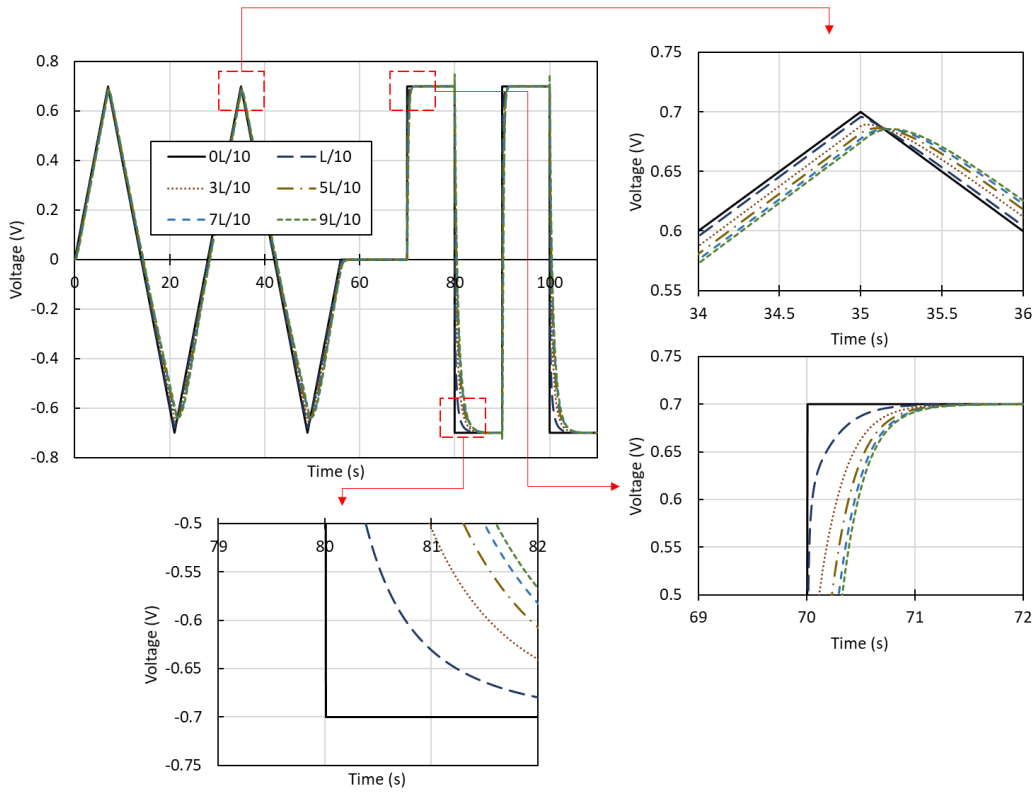 0.8
0.6
0.4
0.2
0
-0.2
-0.4
-0.6
-0.8
Voltage (V)
0 20 40 60 80 100
Time (s)
0L/10 L/10
3L/10 5L/10
7L/10 9L/10
0.75
0.7
0.65
0.6
0.55
Voltage (V)
34 34.5 35 35.5 36
Time (s)
0.75
0.7
0.65
0.6
0.55
0.5
Voltage (V)
69 70 71 72
Time (s)
-0.5
-0.55
-0.6
-0.65
-0.7
-0.75
Voltage (V)
79 80 81 82
Time (s)